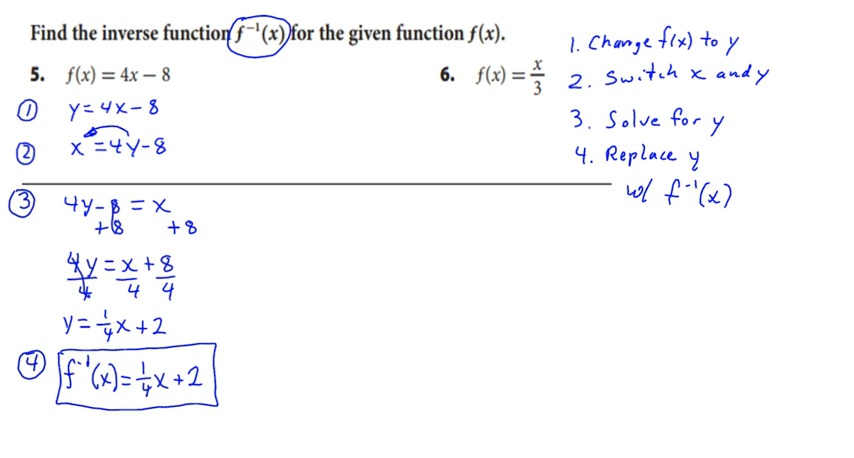 Find the inverse function f⁻¹(x) for the given function f(x).
5. f(x) = 4x − 8
① y = 4x − 8
② x = 4y − 8
③ 4y − 8 = x
+8 +8
4y = x + 8
4 4 4
y = 1/4 x + 2
④ f⁻¹(x) = 1/4 x + 2
6. f(x) = x/3
1. Change f(x) to y
2. Switch x and y
3. Solve for y
4. Replace y
w/ f⁻¹(x)